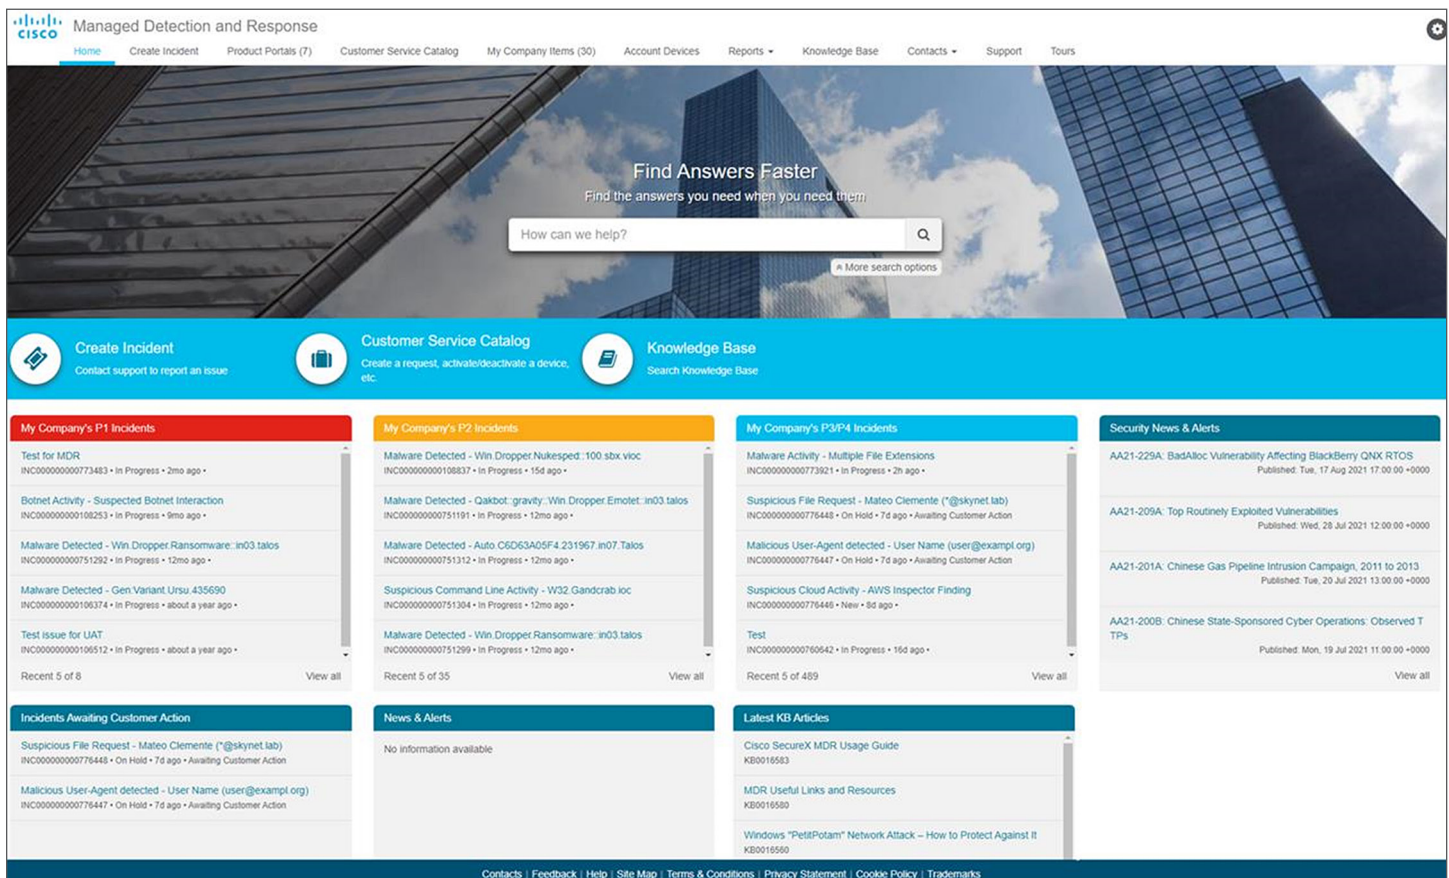 CISCO
Managed Detection and Response
Home Create Incident Product Portals (7) Customer Service Catalog My Company Items (30) Account Devices Reports Knowledge Base Contacts Support Tours
Find Answers Faster
Find the answers you need when you need them
How can we help?
More search options
Create Incident
Contact support to report an issue
Customer Service Catalog
Create a request, activate/deactivate a device,
etc.
Knowledge Base
Search Knowledge Base
My Company's P1 Incidents
Test for MDR
INC000000000773483 • In Progress • 2mo ago •
Botnet Activity - Suspected Botnet Interaction
INC000000000108253 • In Progress • 9mo ago •
Malware Detected - Win.Dropper.Ransomware::in03.talos
INC000000000751292 • In Progress • 12mo ago •
Malware Detected - Gen:Variant.Ursu.435690
INC000000000106374 • In Progress • about a year ago •
Test issue for UAT
INC000000000106512 • In Progress • about a year ago •
Recent 5 of 8 View all
My Company's P2 Incidents
Malware Detected - Win.Dropper.Nukesped::100.sbx.vioc
INC000000000108837 • In Progress • 15d ago •
Malware Detected - Qakbot::gravity::Win.Dropper.Emotet::in03.talos
INC000000000751191 • In Progress • 12mo ago •
Malware Detected - Auto.C6D63A05F4.231967.in07.Talos
INC000000000751312 • In Progress • 12mo ago •
Suspicious Command Line Activity - W32.Gandcrab.ioc
INC000000000751304 • In Progress • 12mo ago •
Malware Detected - Win.Dropper.Ransomware::in03.talos
INC000000000751299 • In Progress • 12mo ago •
Recent 5 of 35 View all
My Company's P3/P4 Incidents
Malware Activity - Multiple File Extensions
INC000000000773921 • In Progress • 2h ago •
Suspicious File Request - Mateo Clemente (*@skynet.lab)
INC000000000776448 • On Hold • 7d ago • Awaiting Customer Action
Malicious User-Agent detected - User Name (user@exampl.org)
INC000000000776447 • On Hold • 7d ago • Awaiting Customer Action
Suspicious Cloud Activity - AWS Inspector Finding
INC000000000776446 • New • 8d ago •
Test
INC000000000760642 • In Progress • 16d ago •
Recent 5 of 489 View all
Security News & Alerts
AA21-229A: BadAlloc Vulnerability Affecting BlackBerry QNX RTOS
Published: Tue, 17 Aug 2021 17:00:00 +0000
AA21-209A: Top Routinely Exploited Vulnerabilities
Published: Wed, 28 Jul 2021 12:00:00 +0000
AA21-201A: Chinese Gas Pipeline Intrusion Campaign, 2011 to 2013
Published: Tue, 20 Jul 2021 13:00:00 +0000
AA21-200B: Chinese State-Sponsored Cyber Operations: Observed T
TPs
Published: Mon, 19 Jul 2021 11:00:00 +0000
View all
Incidents Awaiting Customer Action
Suspicious File Request - Mateo Clemente (*@skynet.lab)
INC000000000776448 • On Hold • 7d ago • Awaiting Customer Action
Malicious User-Agent detected - User Name (user@exampl.org)
INC000000000776447 • On Hold • 7d ago • Awaiting Customer Action
News & Alerts
No information available
Latest KB Articles
Cisco SecureX MDR Usage Guide
KB0016583
MDR Useful Links and Resources
KB0016580
Windows "PetitPotam" Network Attack – How to Protect Against It
KB0016560
Contacts | Feedback | Help | Site Map | Terms & Conditions | Privacy Statement | Cookie Policy | Trademarks